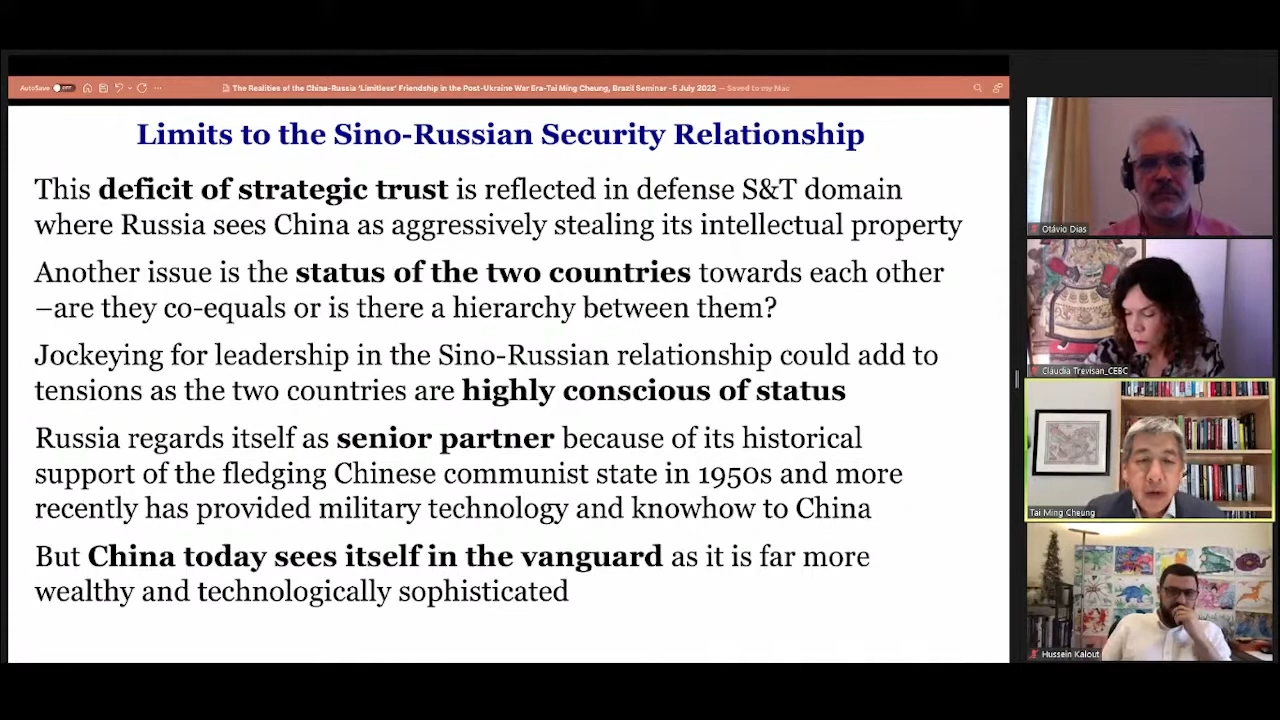 AutoSave OFF
The Realities of the China-Russia ‘Limitless’ Friendship in the Post-Ukraine War Era-Tai Ming Cheung, Brazil Seminar -5 July 2022 — Saved to my Mac
Limits to the Sino-Russian Security Relationship
This deficit of strategic trust is reflected in defense S&T domain
where Russia sees China as aggressively stealing its intellectual property
Another issue is the status of the two countries towards each other
–are they co-equals or is there a hierarchy between them?
Jockeying for leadership in the Sino-Russian relationship could add to
tensions as the two countries are highly conscious of status
Russia regards itself as senior partner because of its historical
support of the fledging Chinese communist state in 1950s and more
recently has provided military technology and knowhow to China
But China today sees itself in the vanguard as it is far more
wealthy and technologically sophisticated
Otávio Dias
Cláudia Trevisan_CEBC
Tai Ming Cheung
Hussein Kalout